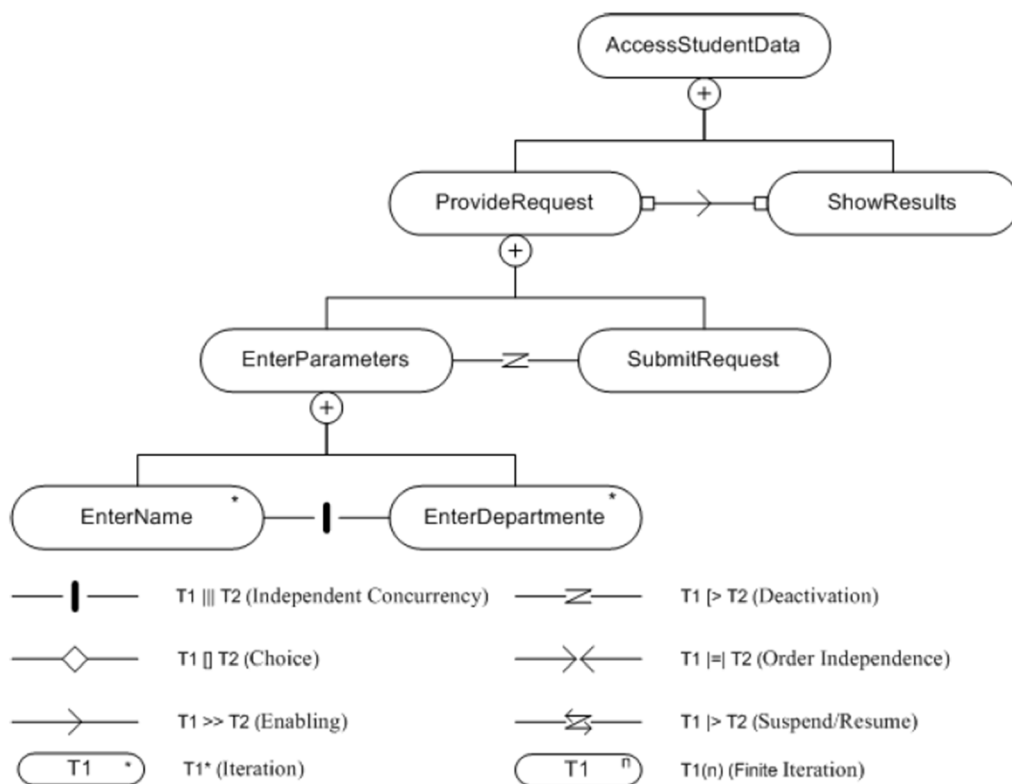 AccessStudentData
+
ProvideRequest
ShowResults
+
EnterParameters
SubmitRequest
+
EnterName *
EnterDepartmente *
T1 ||| T2 (Independent Concurrency)
T1 [> T2 (Deactivation)
T1 [] T2 (Choice)
T1 |=| T2 (Order Independence)
T1 >> T2 (Enabling)
T1 |> T2 (Suspend/Resume)
T1 * T1* (Iteration)
T1 n T1(n) (Finite Iteration)